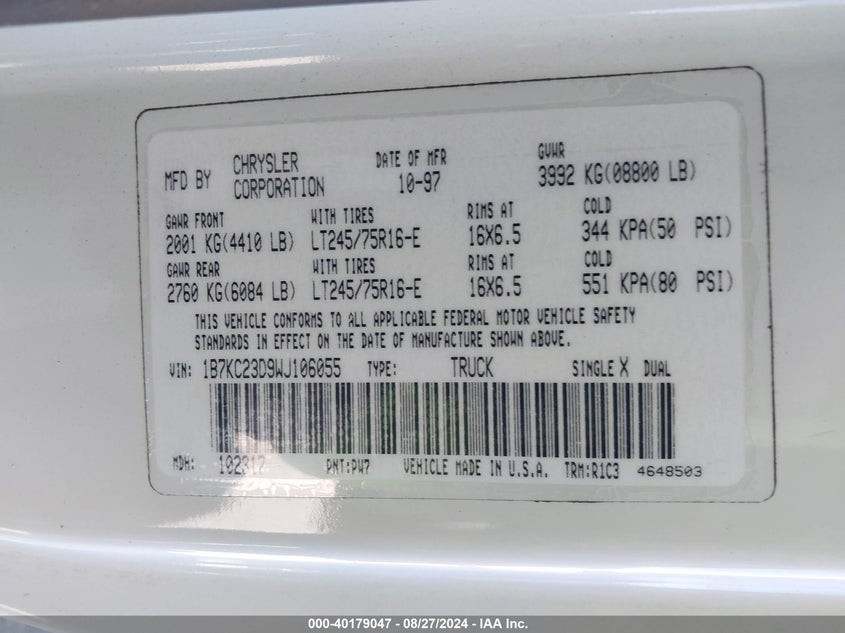 MFD BY CHRYSLER CORPORATION DATE OF MFR 10-97 GVWR 3992 KG(08800 LB)
GAWR FRONT WITH TIRES RIMS AT COLD
2001 KG(4410 LB) LT245/75R16-E 16X6.5 344 KPA(50 PSI)
GAWR REAR WITH TIRES RIMS AT COLD
2760 KG(6084 LB) LT245/75R16-E 16X6.5 551 KPA(80 PSI)
THIS VEHICLE CONFORMS TO ALL APPLICABLE FEDERAL MOTOR VEHICLE SAFETY
STANDARDS IN EFFECT ON THE DATE OF MANUFACTURE SHOWN ABOVE.
VIN: 1B7KC23D9WJ106055 TYPE: TRUCK SINGLE X DUAL
MDH: 102317 PNT:PW7 VEHICLE MADE IN U.S.A. TRM:R1C3 4648503
000-40179047 - 08/27/2024 - IAA Inc.